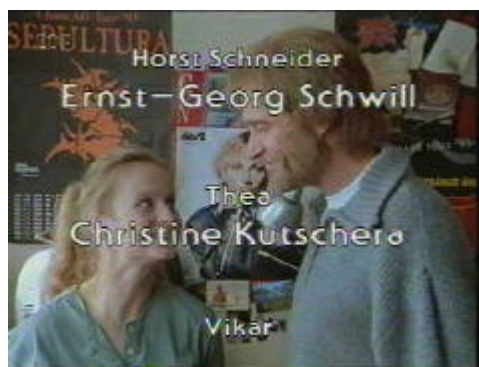 SEPULTURA
Horst Schneider
Ernst-Georg Schwill
Thea
Christine Kutschera
Vikar